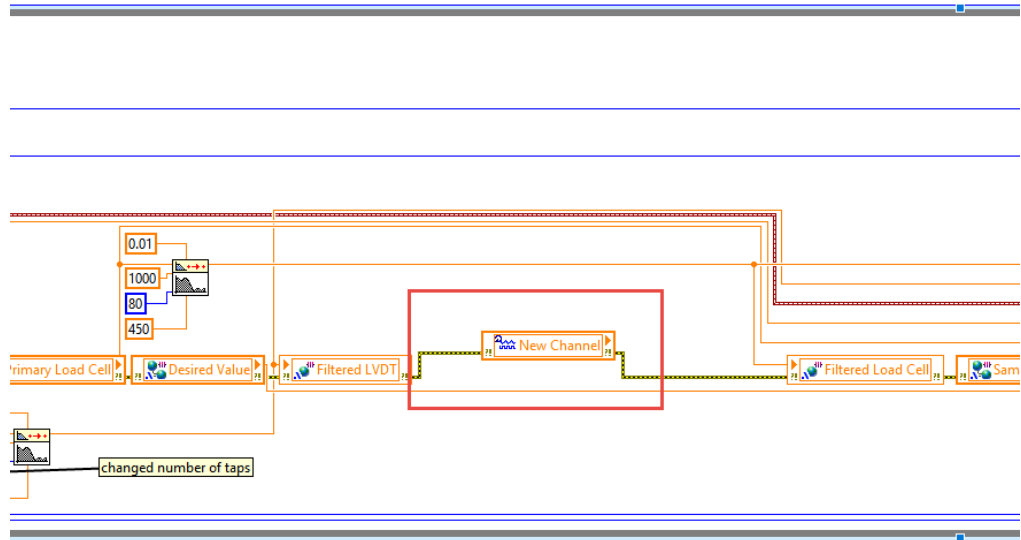 0.01
1000
80
450
Primary Load Cell
Desired Value
Filtered LVDT
New Channel
Filtered Load Cell
Sam
changed number of taps